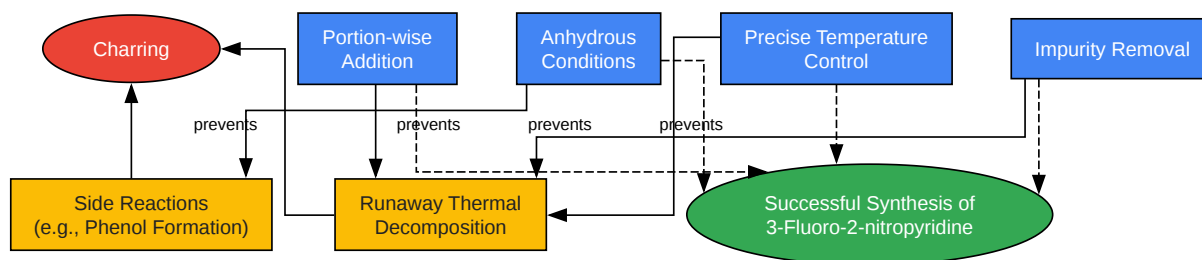 Charring
Portion-wise
Addition
Anhydrous
Conditions
Precise Temperature
Control
Impurity Removal
prevents
prevents
prevents
prevents
Side Reactions
(e.g., Phenol Formation)
Runaway Thermal
Decomposition
Successful Synthesis of
3-Fluoro-2-nitropyridine